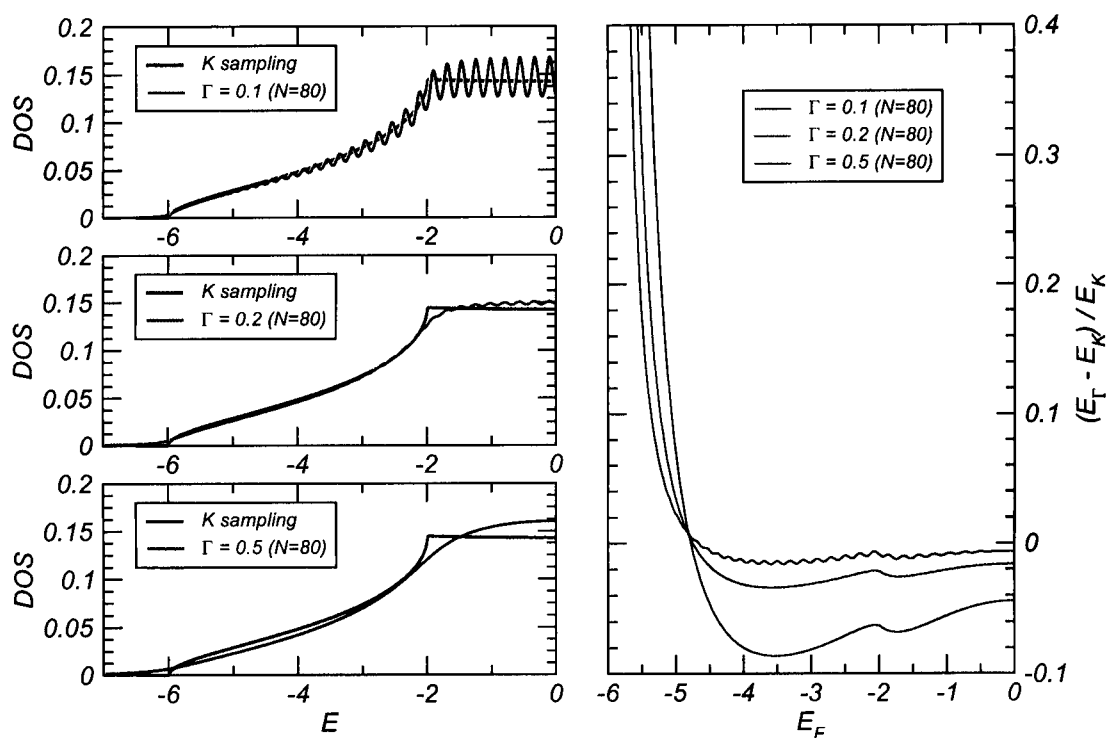 DOS
0.2
0.15
0.1
0.05
0
K sampling
Γ = 0.1 (N=80)
-6
-4
-2
0
DOS
0.2
0.15
0.1
0.05
0
K sampling
Γ = 0.2 (N=80)
-6
-4
-2
0
DOS
0.2
0.15
0.1
0.05
0
K sampling
Γ = 0.5 (N=80)
-6
-4
-2
0
E
Γ = 0.1 (N=80)
Γ = 0.2 (N=80)
Γ = 0.5 (N=80)
0.4
0.3
0.2
0.1
0
-0.1
(E_Γ - E_K) / E_K
-6
-5
-4
-3
-2
-1
0
E_F